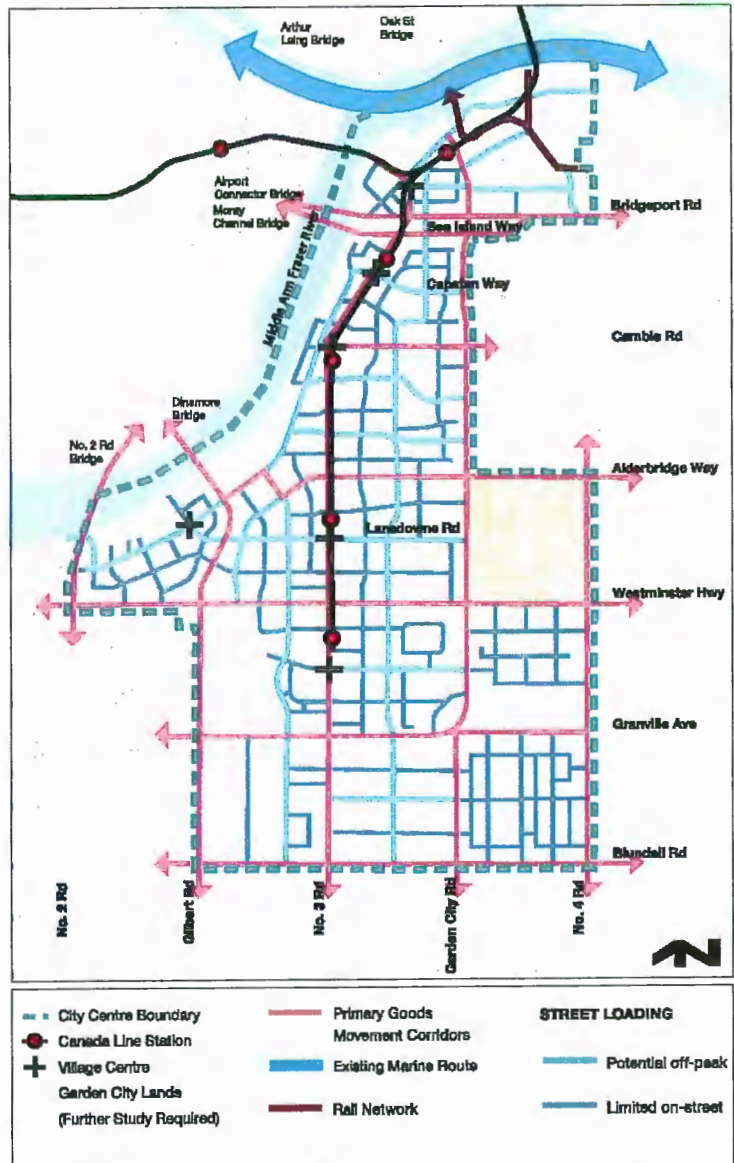 Arthur
Laing Bridge
Oak St
Bridge
Airport
Connector Bridge
Moray
Channel Bridge
Bridgeport Rd
Sea Island Way
Middle Arm Fraser River
Capstan Way
Cambie Rd
Dinsmore
Bridge
No. 2 Rd
Bridge
Alderbridge Way
Lansdowne Rd
Westminster Hwy
Granville Ave
Blundell Rd
No. 2 Rd
Gilbert Rd
No. 3 Rd
Garden City Rd
No. 4 Rd
N
City Centre Boundary
Canada Line Station
Village Centre
Garden City Lands
(Further Study Required)
Primary Goods
Movement Corridors
Existing Marine Route
Rail Network
STREET LOADING
Potential off-peak
Limited on-street